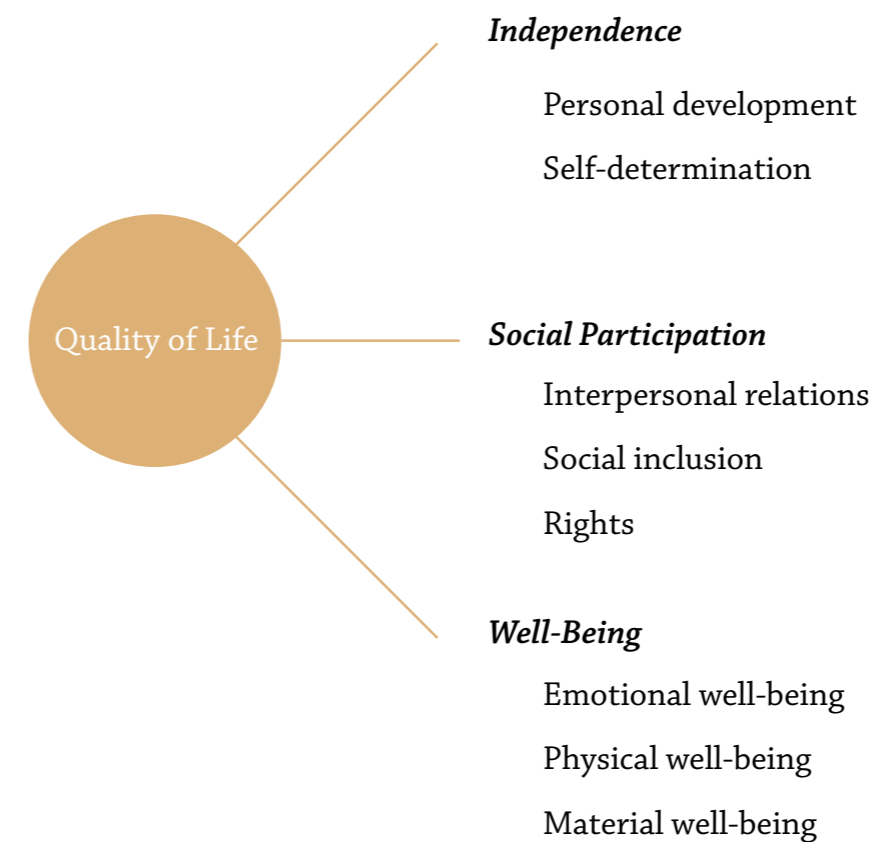 Independence
Personal development
Self-determination
Quality of Life
Social Participation
Interpersonal relations
Social inclusion
Rights
Well-Being
Emotional well-being
Physical well-being
Material well-being